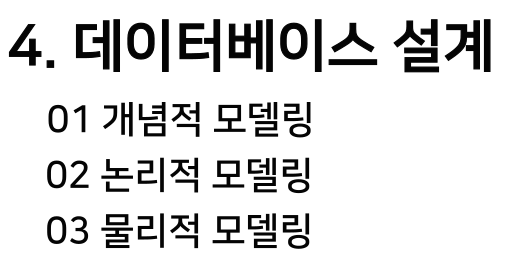 4. 데이터베이스 설계
01 개념적 모델링
02 논리적 모델링
03 물리적 모델링